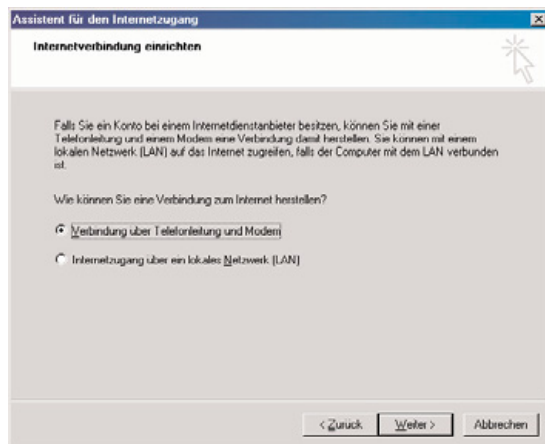 Assistent für den Internetzugang
Internetverbindung einrichten
Falls Sie ein Konto bei einem Internetdienstanbieter besitzen, können Sie mit einer
Telefonleitung und einem Modem eine Verbindung damit herstellen. Sie können mit einem
lokalen Netzwerk (LAN) auf das Internet zugreifen, falls der Computer mit dem LAN verbunden
ist.
Wie können Sie eine Verbindung zum Internet herstellen?
Verbindung über Telefonleitung und Modem
Internetzugang über ein lokales Netzwerk (LAN)
< Zurück Weiter > Abbrechen